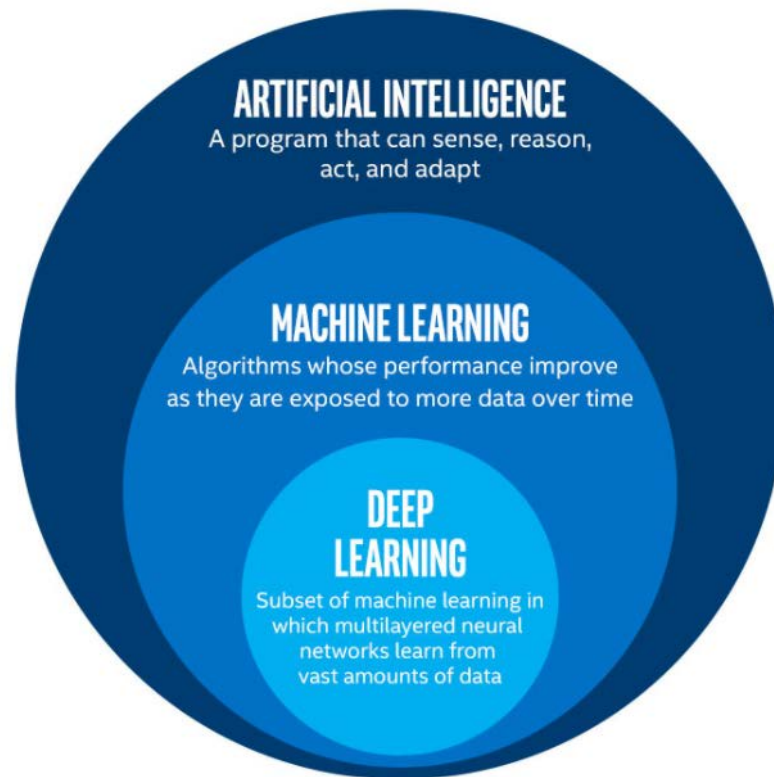 ARTIFICIAL INTELLIGENCE
A program that can sense, reason,
act, and adapt
MACHINE LEARNING
Algorithms whose performance improve
as they are exposed to more data over time
DEEP
LEARNING
Subset of machine learning in
which multilayered neural
networks learn from
vast amounts of data